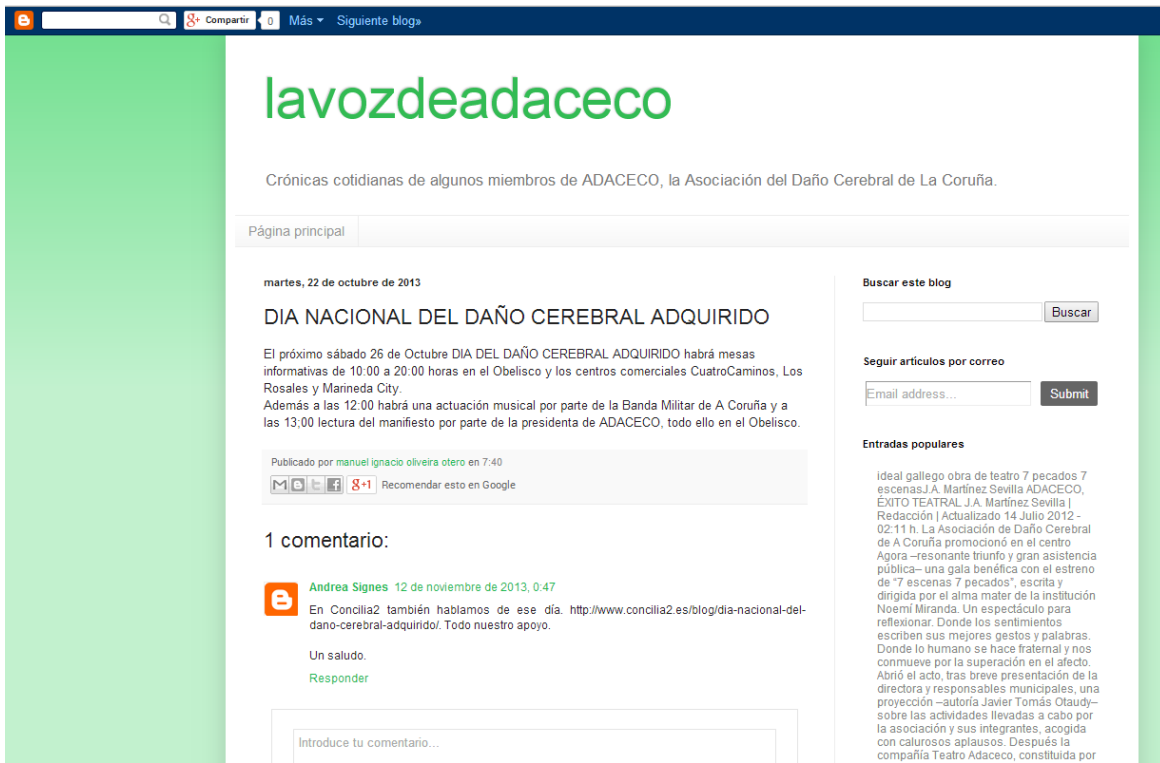 Compartir 0 Más Siguiente blog»
lavozdeadaceco
Crónicas cotidianas de algunos miembros de ADACECO, la Asociación del Daño Cerebral de La Coruña.
Página principal
martes, 22 de octubre de 2013
DIA NACIONAL DEL DAÑO CEREBRAL ADQUIRIDO
El próximo sábado 26 de Octubre DIA DEL DAÑO CEREBRAL ADQUIRIDO habrá mesas
informativas de 10:00 a 20:00 horas en el Obelisco y los centros comerciales CuatroCaminos, Los
Rosales y Marineda City.
Además a las 12:00 habrá una actuación musical por parte de la Banda Militar de A Coruña y a
las 13;00 lectura del manifiesto por parte de la presidenta de ADACECO, todo ello en el Obelisco.
Publicado por manuel ignacio oliveira otero en 7:40
+1 Recomendar esto en Google
1 comentario:
Andrea Signes 12 de noviembre de 2013, 0:47
En Concilia2 también hablamos de ese día. http://www.concilia2.es/blog/dia-nacional-del-
dano-cerebral-adquirido/. Todo nuestro apoyo.
Un saludo.
Responder
Introduce tu comentario...
Buscar este blog
Buscar
Seguir artículos por correo
Email address...
Submit
Entradas populares
ideal gallego obra de teatro 7 pecados 7
escenasJ.A. Martínez Sevilla ADACECO,
ÉXITO TEATRAL J.A. Martínez Sevilla |
Redacción | Actualizado 14 Julio 2012 -
02:11 h. La Asociación de Daño Cerebral
de A Coruña promocionó en el centro
Agora –resonante triunfo y gran asistencia
pública– una gala benéfica con el estreno
de “7 escenas 7 pecados”, escrita y
dirigida por el alma mater de la institución
Noemí Miranda. Un espectáculo para
reflexionar. Donde los sentimientos
escriben sus mejores gestos y palabras.
Donde lo humano se hace fraternal y nos
conmueve por la superación en el afecto.
Abrió el acto, tras breve presentación de la
directora y responsables municipales, una
proyección –autoría Javier Tomás Otaudy–
sobre las actividades llevadas a cabo por
la asociación y sus integrantes, acogida
con calurosos aplausos. Después la
compañía Teatro Adaceco, constituida por